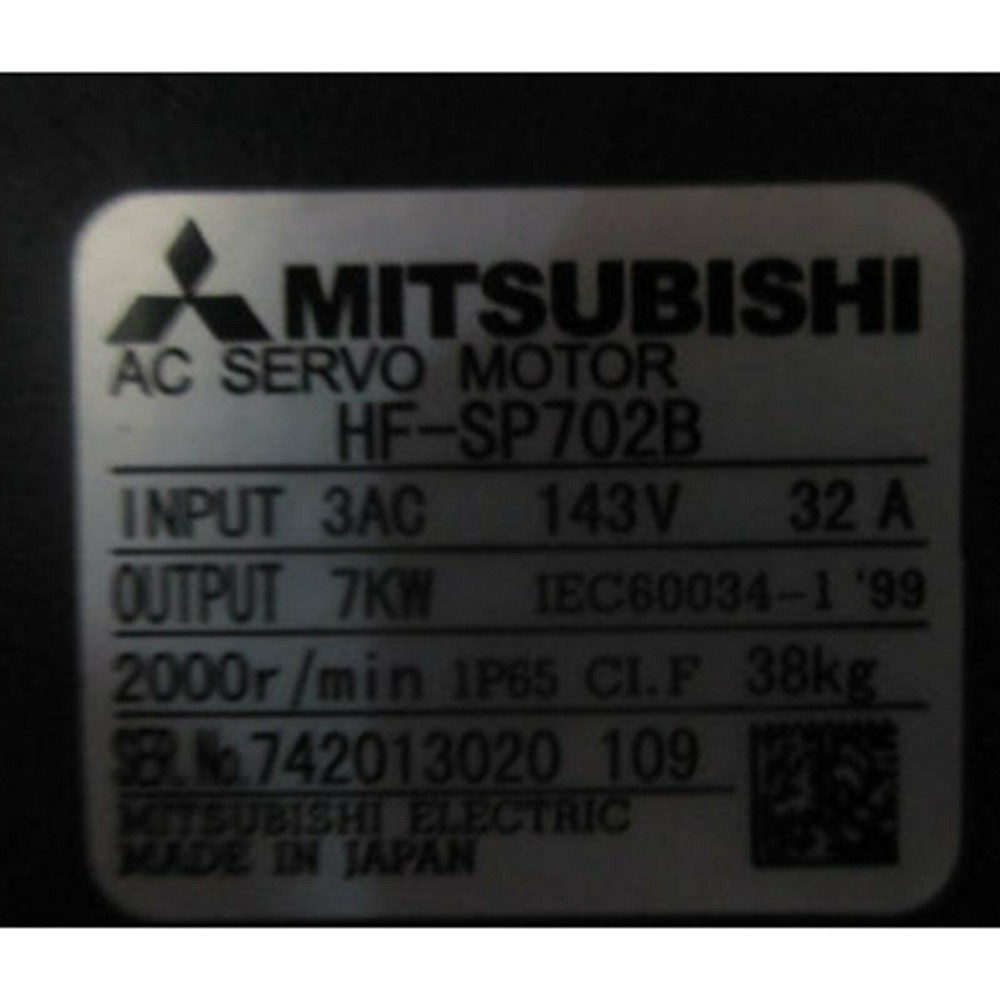 MITSUBISHI
AC SERVO MOTOR
HF-SP702B
INPUT 3AC 143V 32 A
OUTPUT 7KW IEC60034-1 '99
2000r/min IP65 CI.F 38kg
SER.No.742013020 109
MITSUBISHI ELECTRIC
MADE IN JAPAN